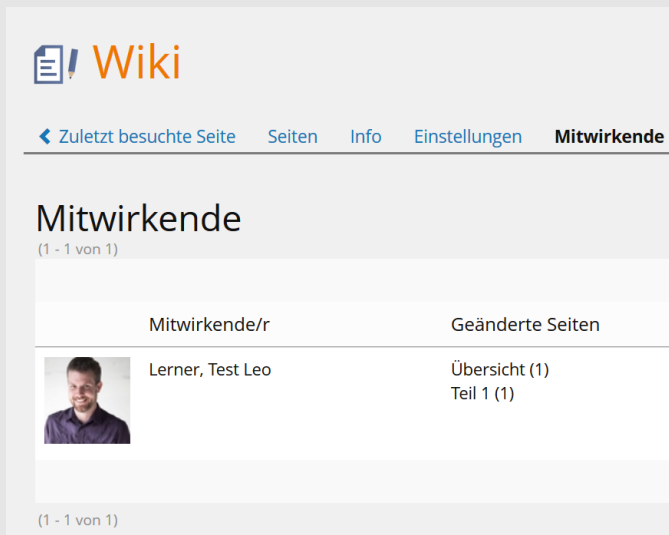 Wiki
Zuletzt besuchte Seite Seiten Info Einstellungen Mitwirkende
Mitwirkende
(1 - 1 von 1)
Mitwirkende/r Geänderte Seiten
Lerner, Test Leo Übersicht (1)
Teil 1 (1)
(1 - 1 von 1)